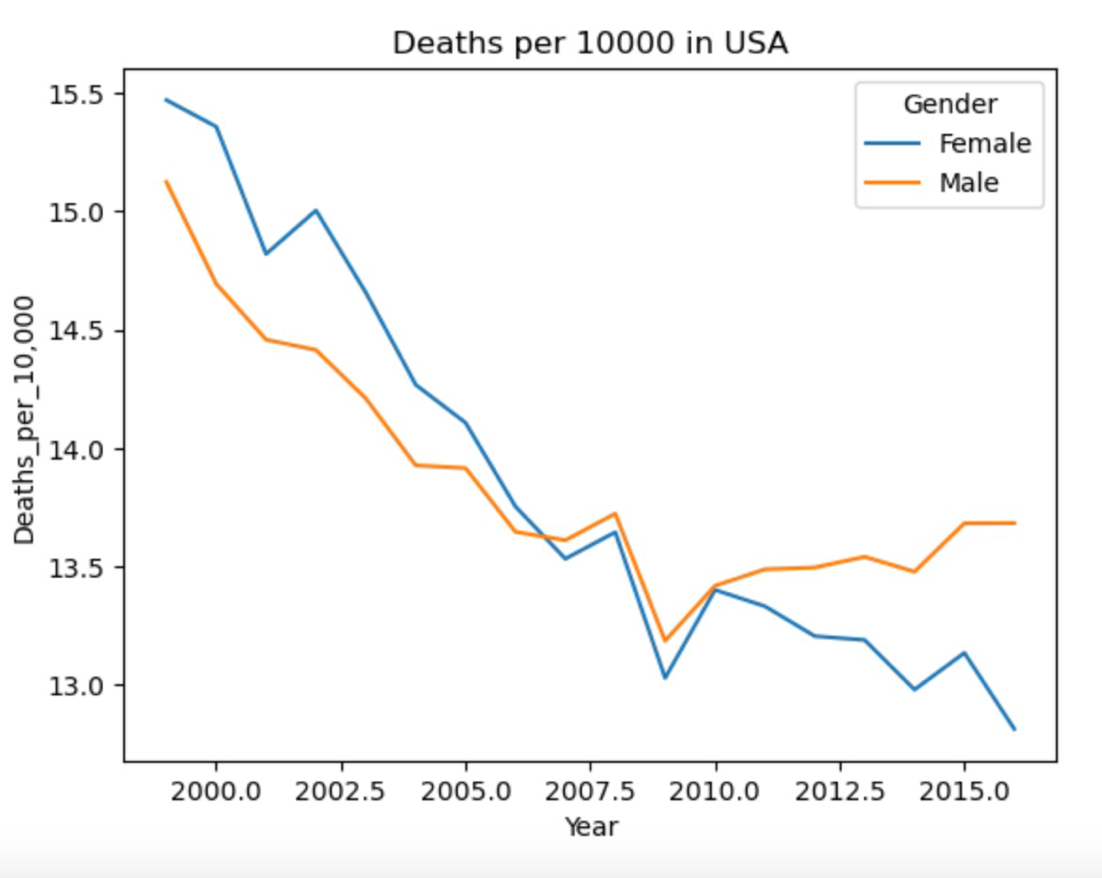 Deaths per 10000 in USA
Gender
Female
Male
Deaths_per_10,000
15.5
15.0
14.5
14.0
13.5
13.0
2000.0 2002.5 2005.0 2007.5 2010.0 2012.5 2015.0
Year